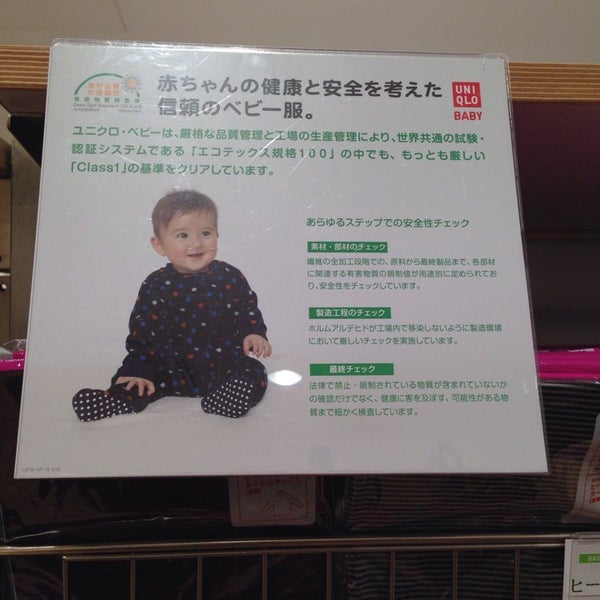 素材品質
の信頼性
有害物質検査済
赤ちゃんの健康と安全を考えた
信頼のベビー服。
UNI
QLO
BABY
ユニクロ・ベビーは、厳格な品質管理と工場の生産管理により、世界共通の試験・
認証システムである「エコテックス規格100」の中でも、もっとも厳しい
「Class1」の基準をクリアしています。
あらゆるステップでの安全性チェック
素材・部材のチェック
繊維の全加工段階での、原料から最終製品まで、各部材
に関連する有害物質の規制値が用途別に定められてお
り、安全性をチェックしています。
製造工程のチェック
ホルムアルデヒドが工場内で移染しないように製造環境
において厳しいチェックを実施しています。
最終チェック
法律で禁止・規制されている物質が含まれていないか
の確認だけでなく、健康に害を及ぼす、可能性がある物
質まで細かく検査しています。